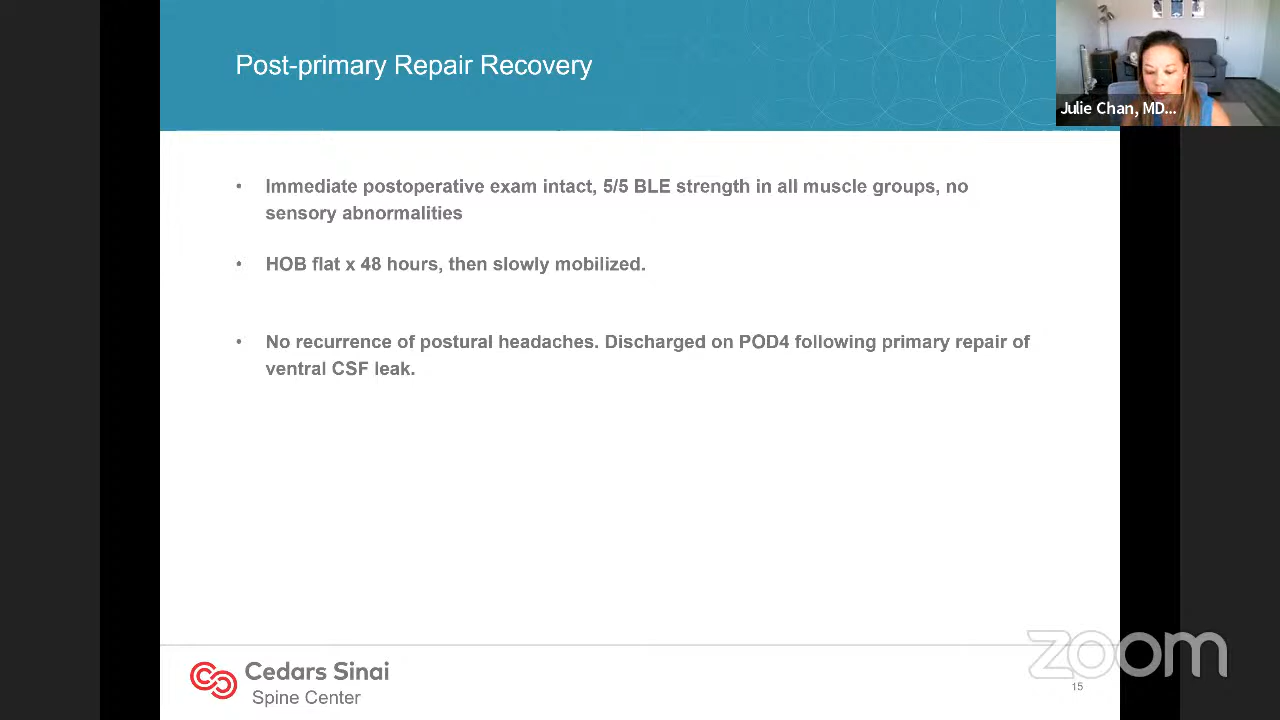 Post-primary Repair Recovery
Julie Chan, MD...
• Immediate postoperative exam intact, 5/5 BLE strength in all muscle groups, no
sensory abnormalities
• HOB flat x 48 hours, then slowly mobilized.
• No recurrence of postural headaches. Discharged on POD4 following primary repair of
ventral CSF leak.
Cedars Sinai
Spine Center
zoom
15